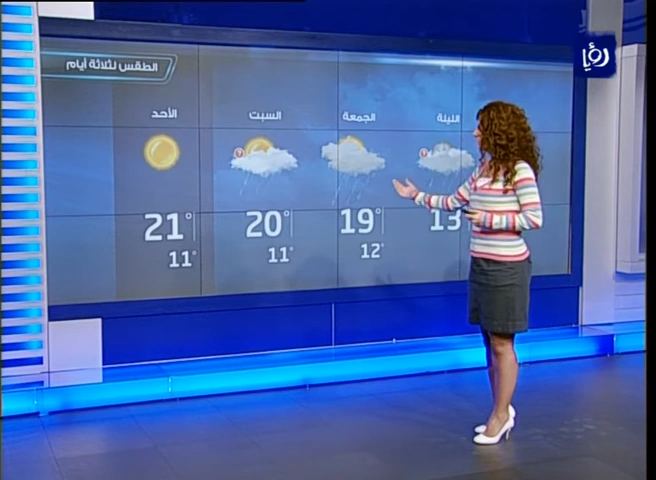 رؤيا
الطقس لثلاثة أيام
الليلة
الجمعة
السبت
الأحد
13°
19°
20°
21°
12°
11°
11°